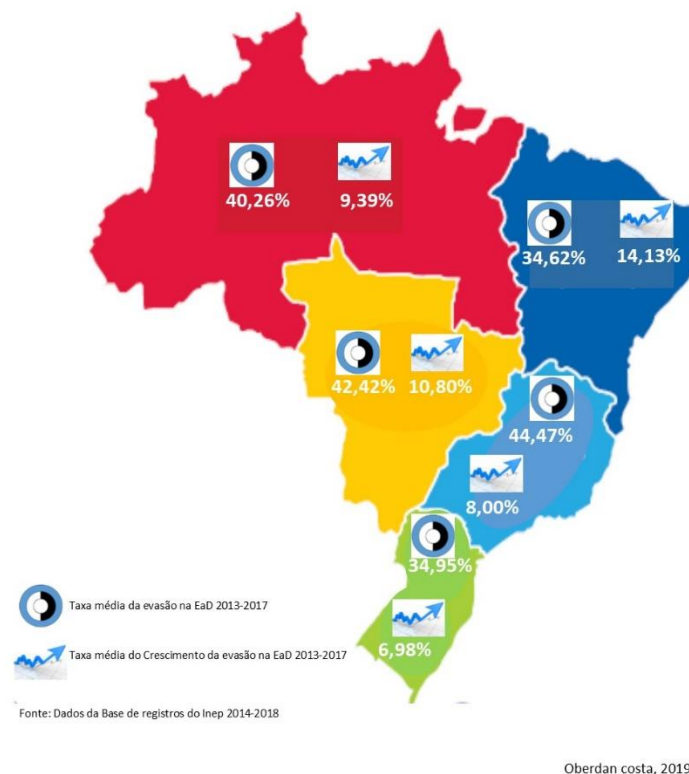 40,26% 9,39%
34,62% 14,13%
42,42% 10,80%
44,47%
8,00%
34,95%
6,98%
Taxa média da evasão na EaD 2013-2017
Taxa média do Crescimento da evasão na EaD 2013-2017
Fonte: Dados da Base de registros do Inep 2014-2018
Oberdan costa, 2019